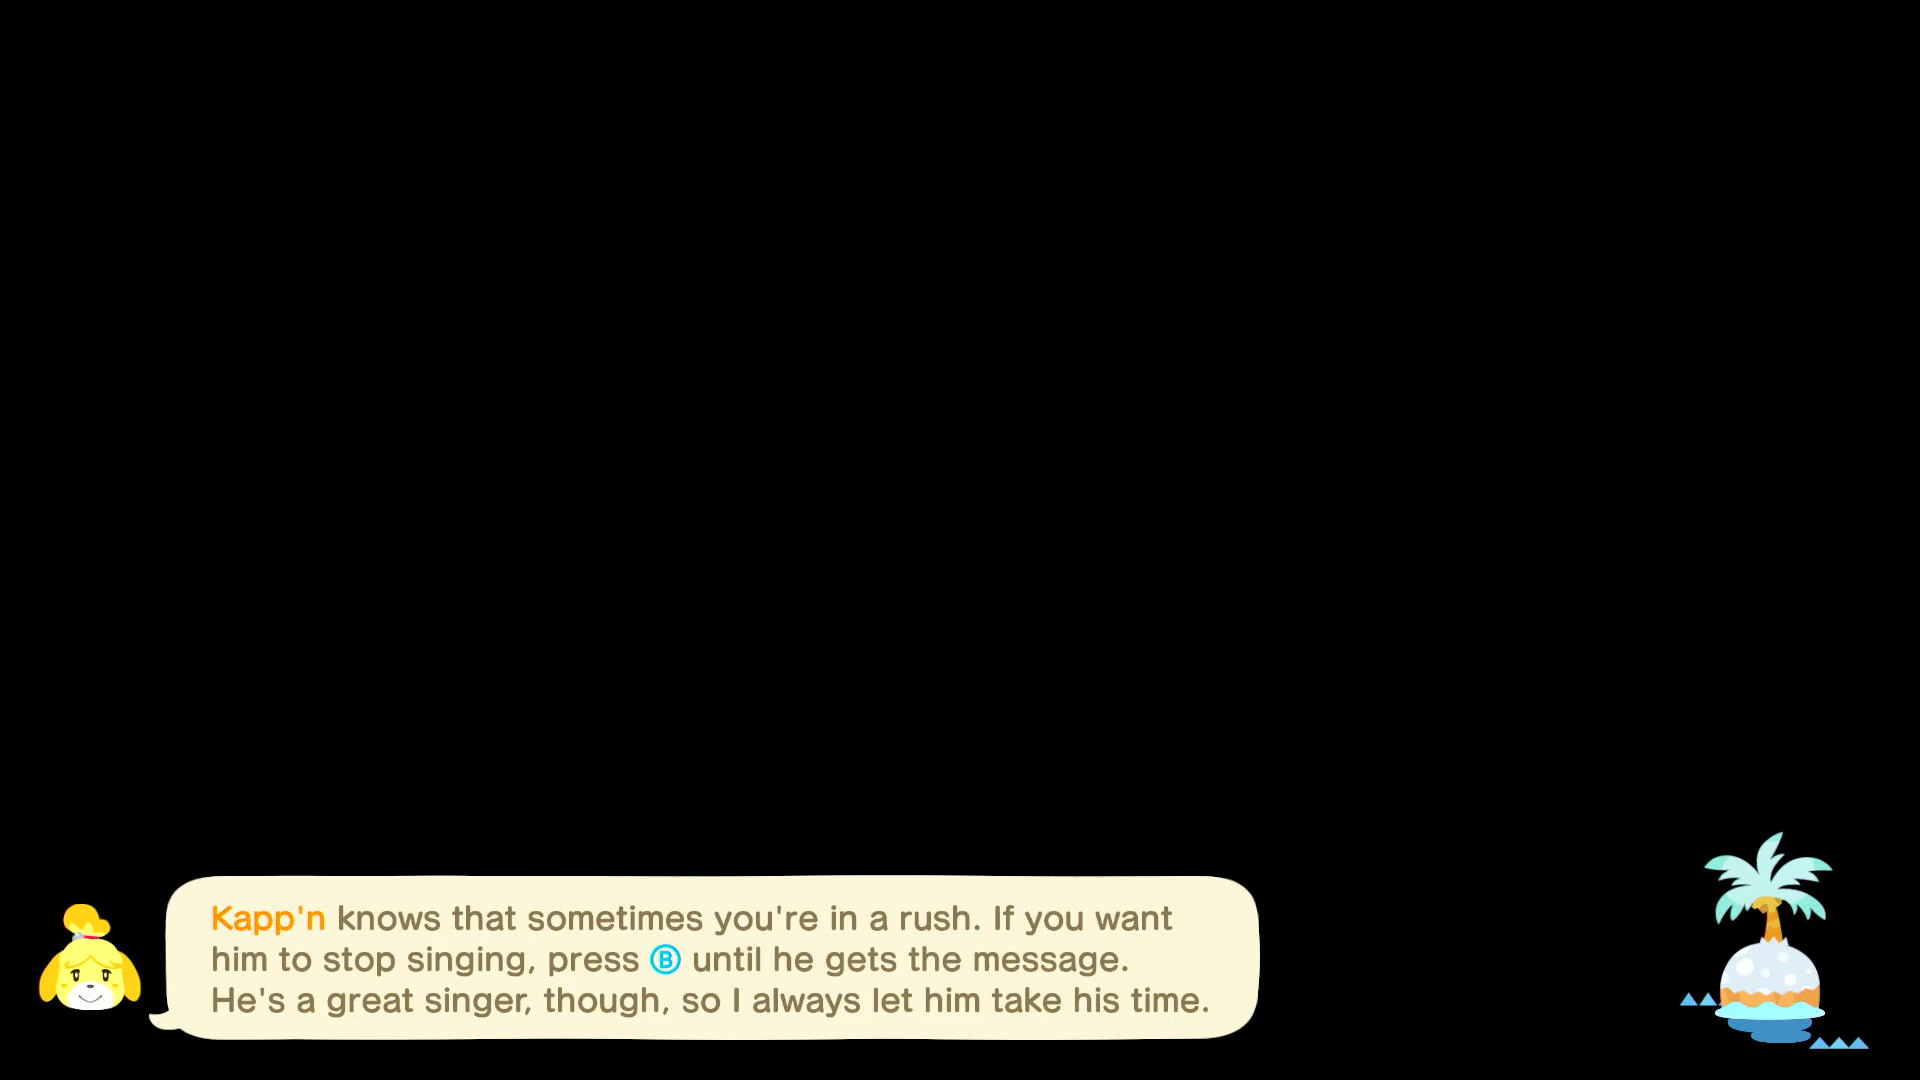 Kapp'n knows that sometimes you're in a rush. If you want
him to stop singing, press Ⓑ until he gets the message.
He's a great singer, though, so I always let him take his time.